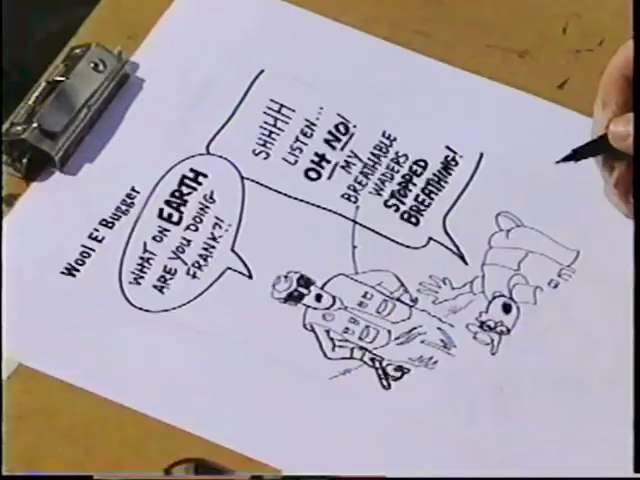 Wool E' Bugger
WHAT ON
EARTH
ARE YOU DOING
FRANK?!
SHHHH
LISTEN...
OH NO!
MY
BREATHABLE
WADERS
STOPPED
BREATHING!